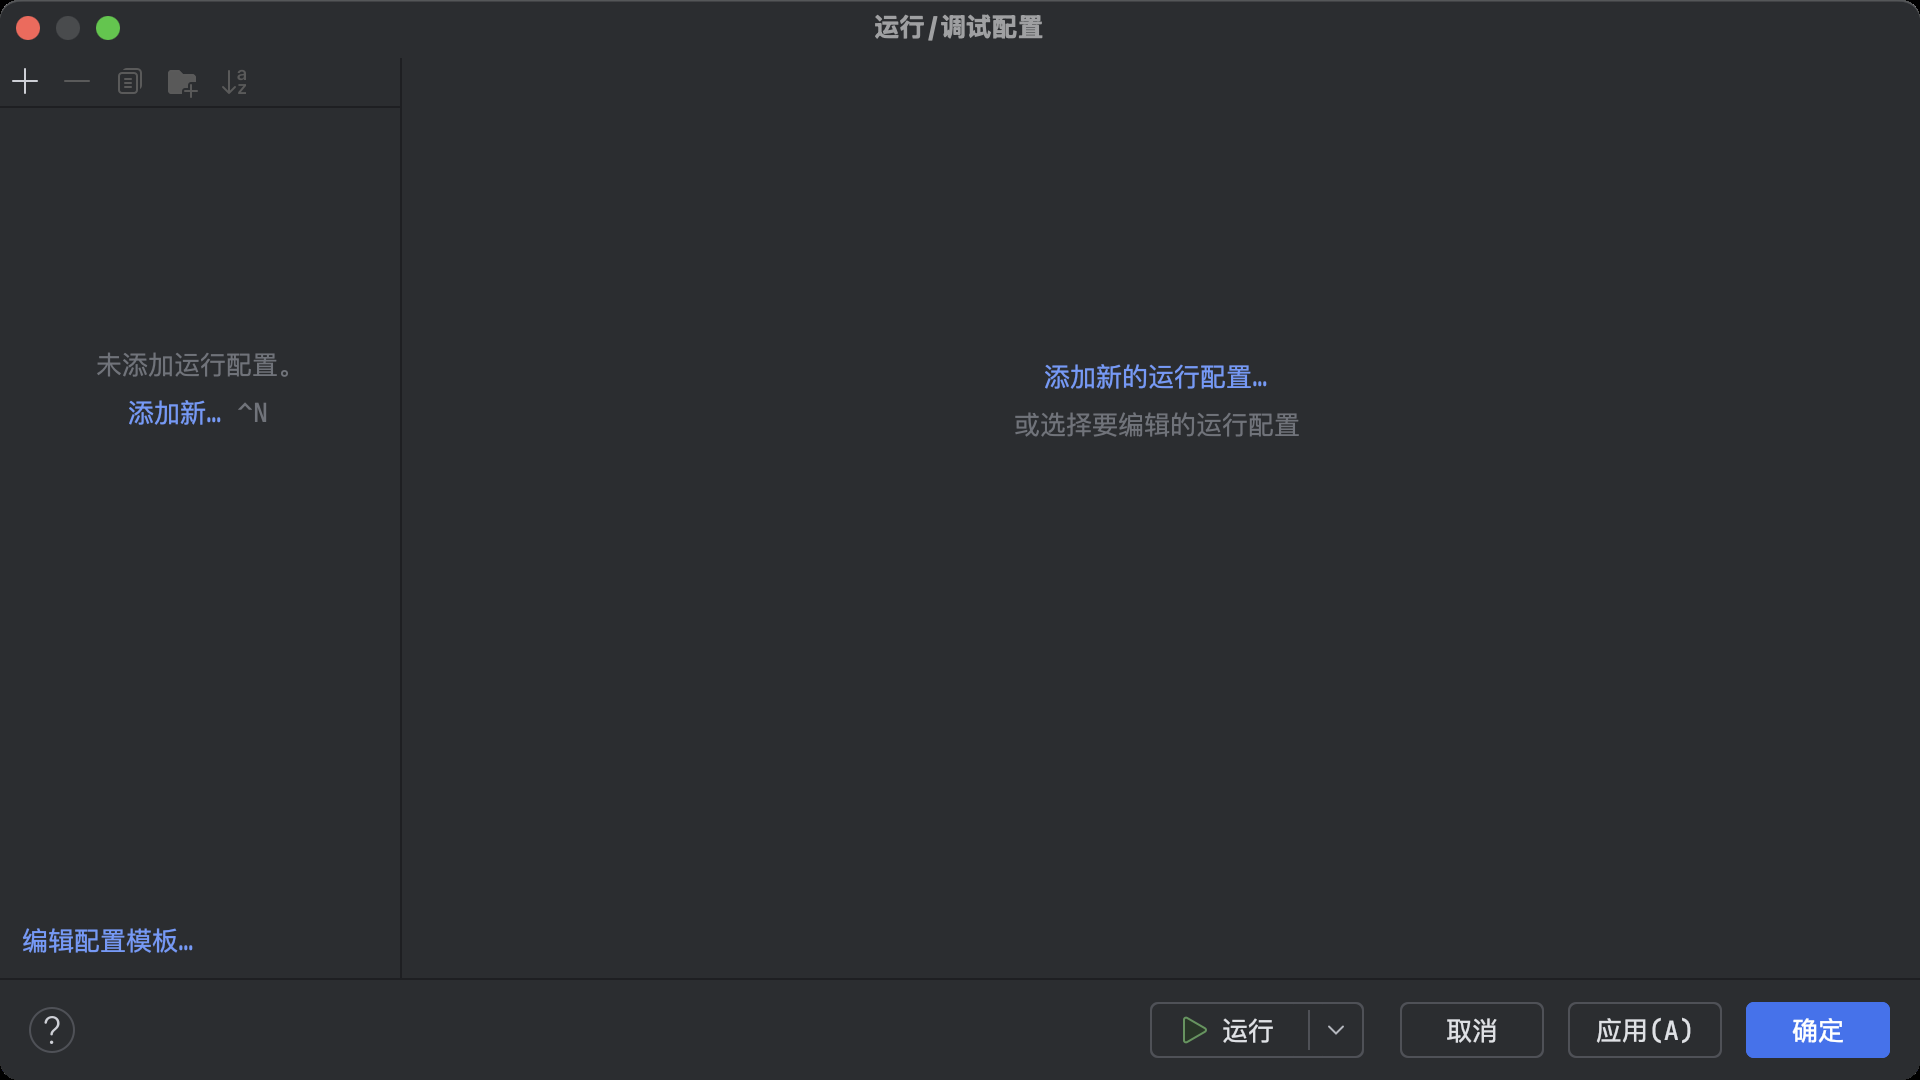 运行/调试配置
未添加运行配置。
添加新... ^N
添加新的运行配置...
或选择要编辑的运行配置
编辑配置模板...
运行
取消
应用(A)
确定